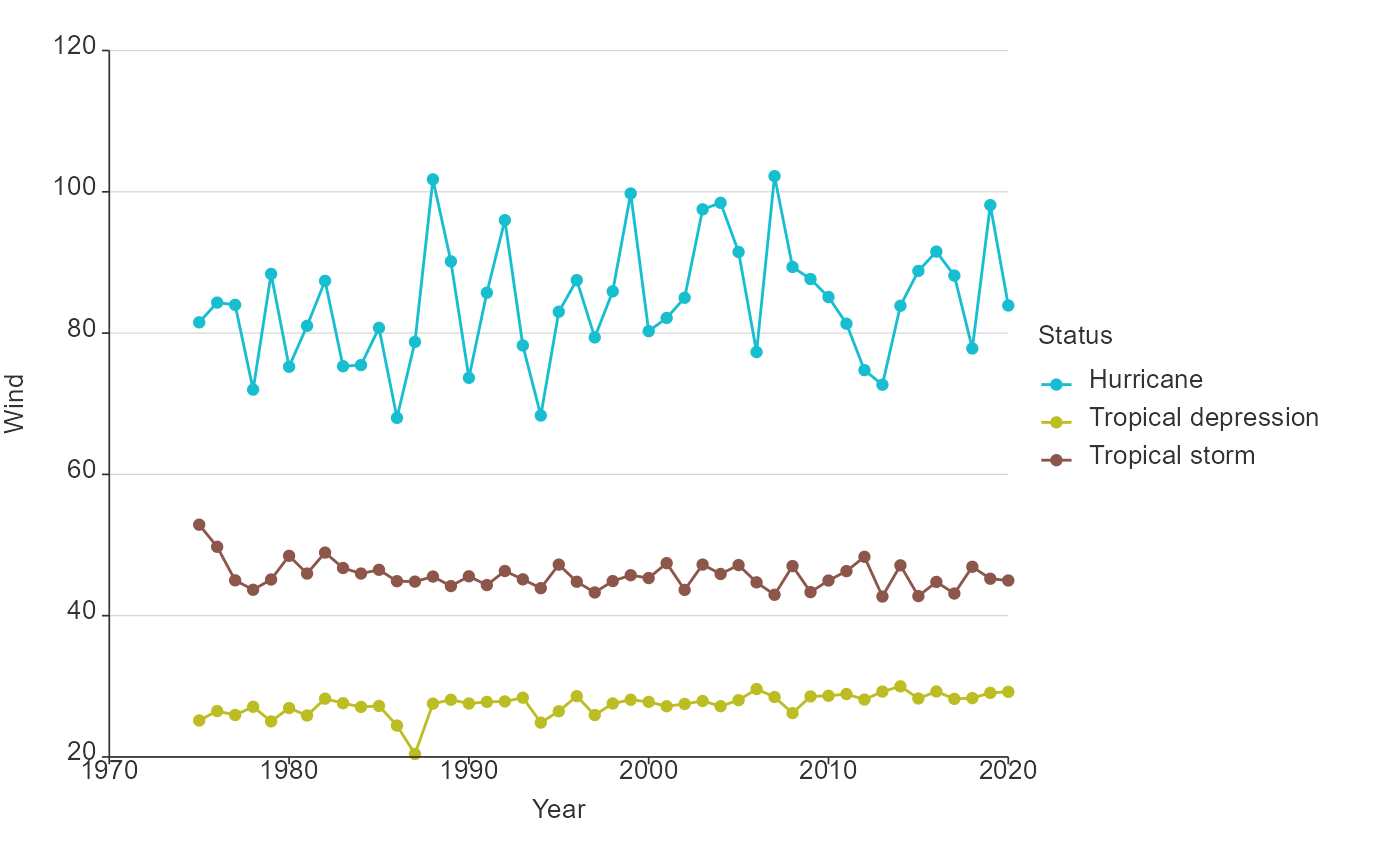 120
100
80
60
40
20
Wind
1970 1980 1990 2000 2010 2020
Year
Status
Hurricane
Tropical depression
Tropical storm